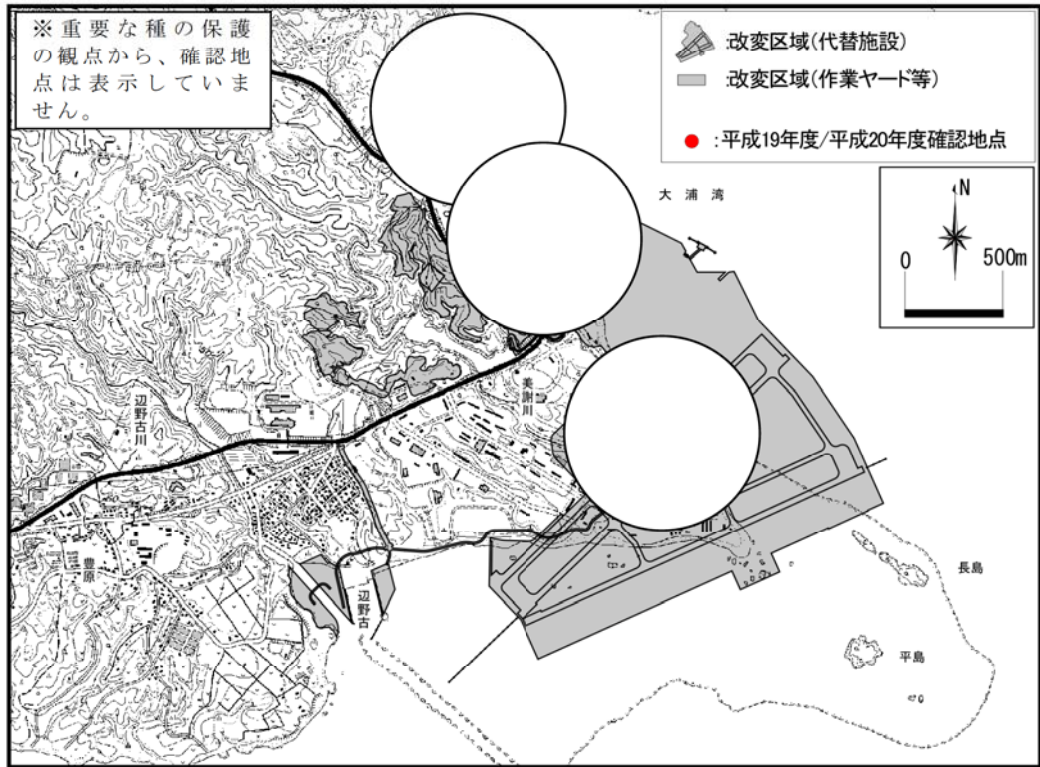 ※重要な種の保護
の観点から、確認地
点は表示していま
せん。
:改変区域(代替施設)
:改変区域(作業ヤード等)
:平成19年度/平成20年度確認地点
大浦湾
N
0 500m
美謝川
辺野古川
豊原
辺野古
長島
平島